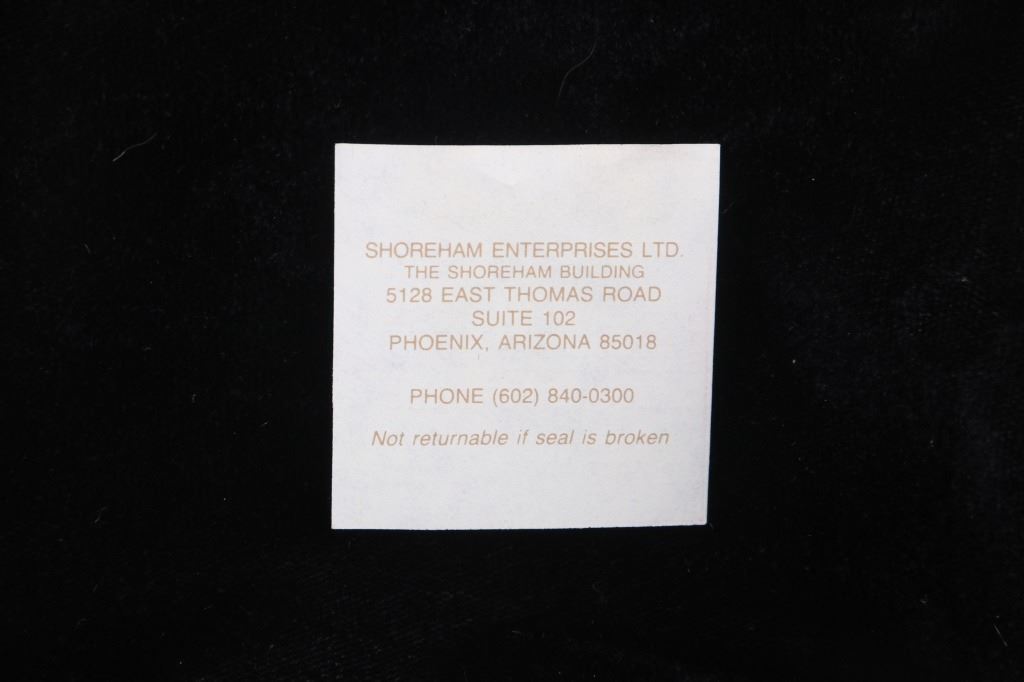 SHOREHAM ENTERPRISES LTD.
THE SHOREHAM BUILDING
5128 EAST THOMAS ROAD
SUITE 102
PHOENIX, ARIZONA 85018
PHONE (602) 840-0300
Not returnable if seal is broken